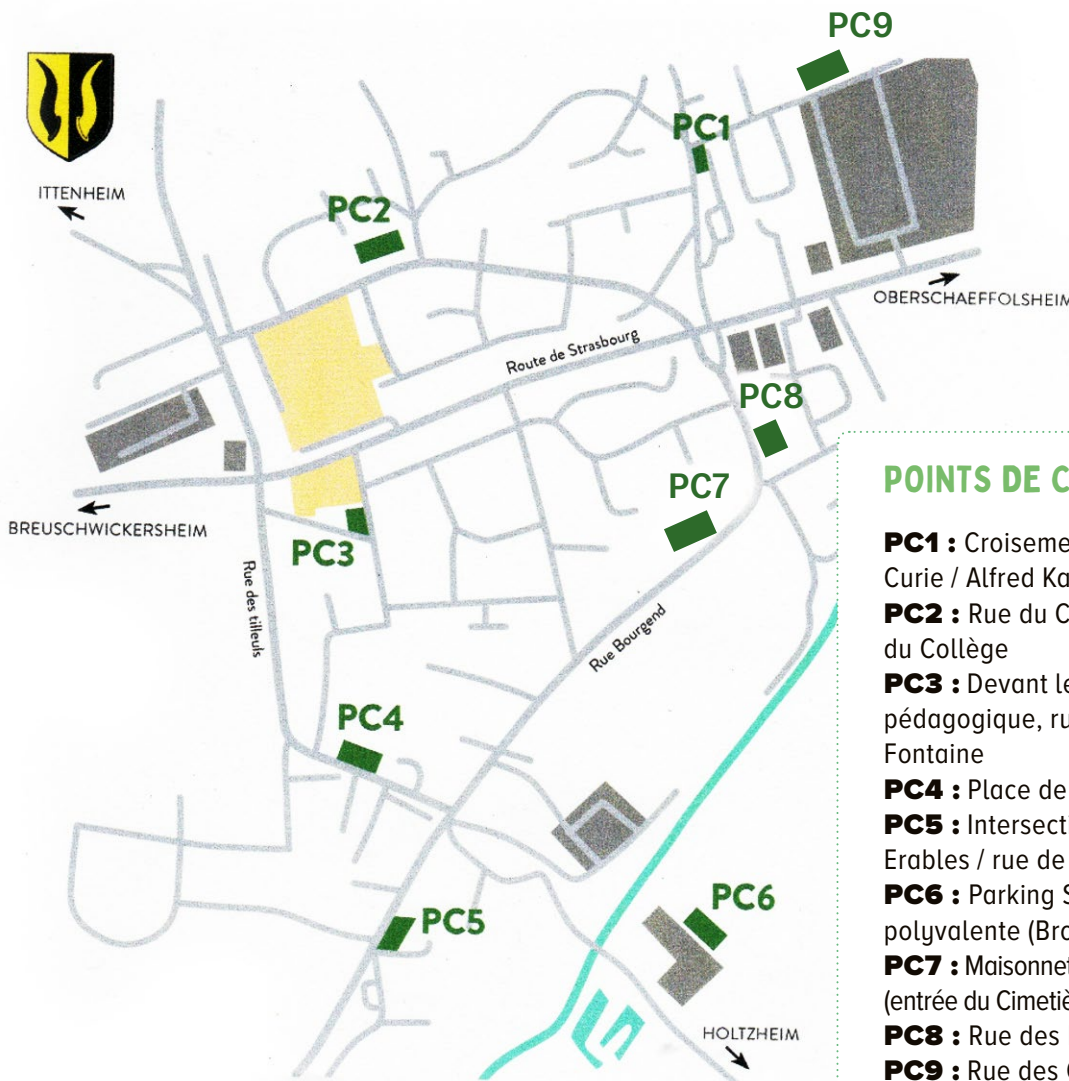 PC9
PC1
ITTENHEIM
PC2
OBERSCHAEFFOLSHEIM
Route de Strasbourg
PC8
PC7
BREUSCHWICKERSHEIM
PC3
Rue des tilleuls
Rue Bourgend
PC4
PC5
PC6
HOLTZHEIM
POINTS DE C
PC1 : Croiseme
Curie / Alfred Ka
PC2 : Rue du C
du Collège
PC3 : Devant le
pédagogique, ru
Fontaine
PC4 : Place de
PC5 : Intersect
Erables / rue de
PC6 : Parking S
polyvalente (Bro
PC7 : Maisonnet
(entrée du Cimetiè
PC8 : Rue des
PC9 : Rue des